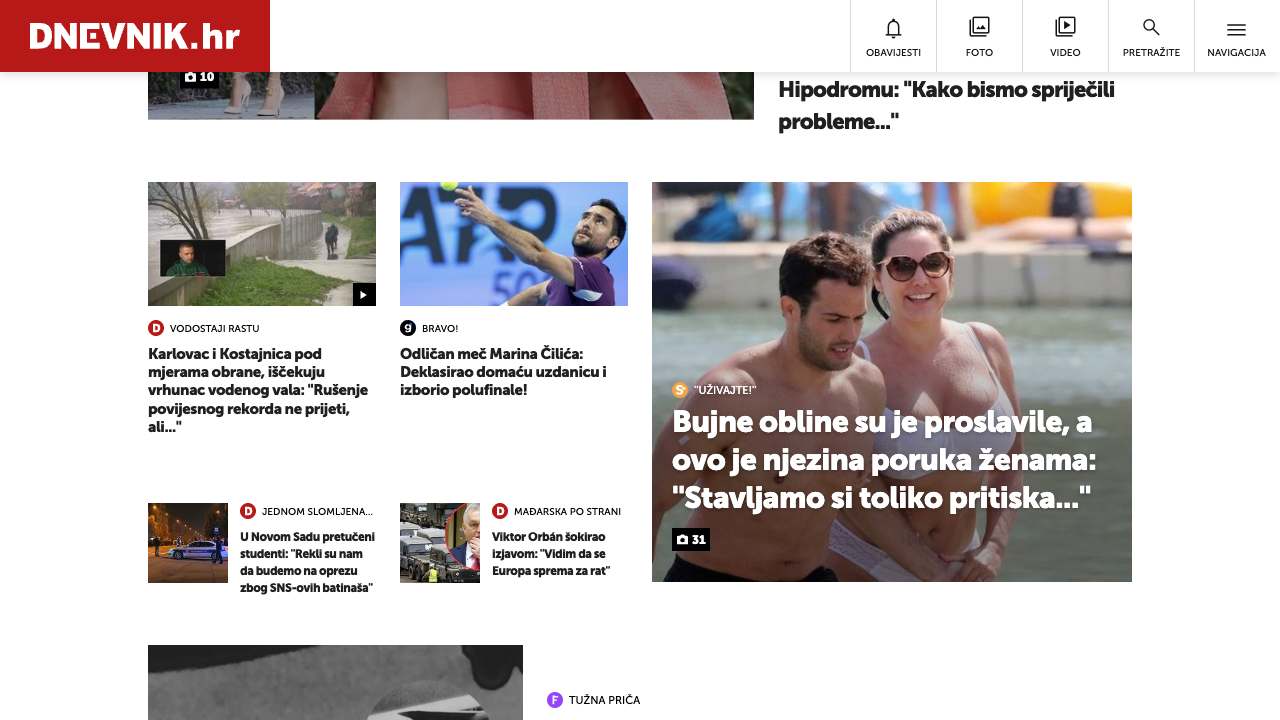 DNEVNIK.hr
OBAVIJESTI
FOTO
VIDEO
PRETRAŽITE
NAVIGACIJA
10
Hipodromu: "Kako bismo spriječili
probleme..."
VODOSTAJI RASTU
Karlovac i Kostajnica pod
mjerama obrane, iščekuju
vrhunac vodenog vala: "Rušenje
povijesnog rekorda ne prijeti,
ali..."
ATP
500
BRAVO!
Odličan meč Marina Čilića:
Deklasirao domaću uzdanicu i
izborio polufinale!
"UŽIVAJTE!"
Bujne obline su je proslavile, a
ovo je njezina poruka ženama:
"Stavljamo si toliko pritiska..."
31
JEDNOM SLOMLJENA...
U Novom Sadu pretučeni
studenti: "Rekli su nam
da budemo na oprezu
zbog SNS-ovih batinaša"
MAĐARSKA PO STRANI
Viktor Orbán šokirao
izjavom: "Vidim da se
Europa sprema za rat"
TUŽNA PRIČA